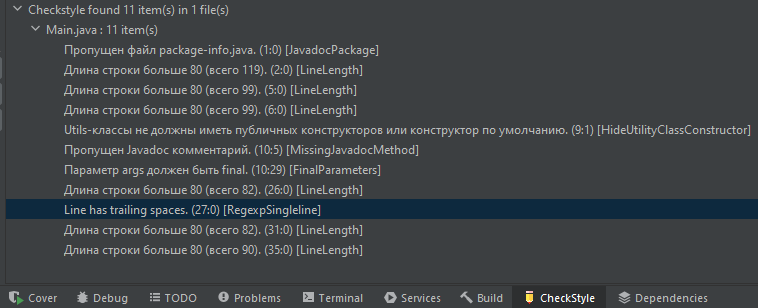 Checkstyle found 11 item(s) in 1 file(s)
Main.java : 11 item(s)
Пропущен файл package-info.java. (1:0) [JavadocPackage]
Длина строки больше 80 (всего 119). (2:0) [LineLength]
Длина строки больше 80 (всего 99). (5:0) [LineLength]
Длина строки больше 80 (всего 99). (6:0) [LineLength]
Utils-классы не должны иметь публичных конструкторов или конструктор по умолчанию. (9:1) [HideUtilityClassConstructor]
Пропущен Javadoc комментарий. (10:5) [MissingJavadocMethod]
Параметр args должен быть final. (10:29) [FinalParameters]
Длина строки больше 80 (всего 82). (26:0) [LineLength]
Line has trailing spaces. (27:0) [RegexpSingleline]
Длина строки больше 80 (всего 82). (31:0) [LineLength]
Длина строки больше 80 (всего 90). (35:0) [LineLength]
Cover Debug TODO Problems Terminal Services Build CheckStyle Dependencies